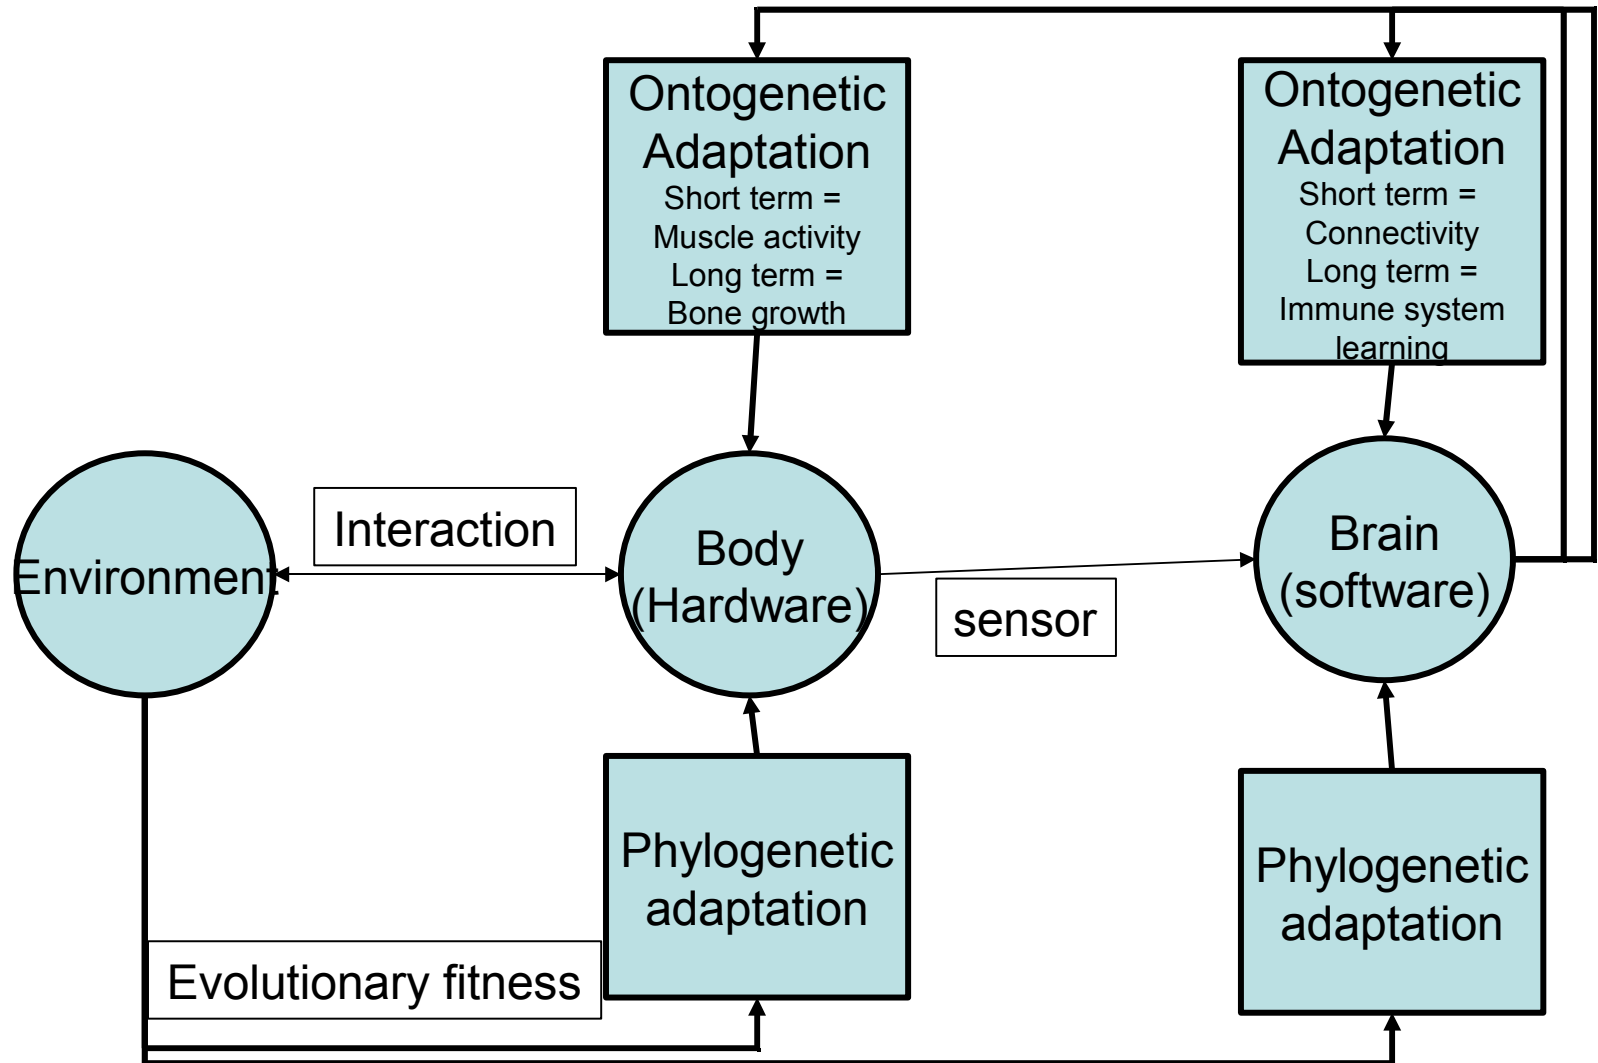 Ontogenetic
Adaptation
Short term =
Muscle activity
Long term =
Bone growth
Ontogenetic
Adaptation
Short term =
Connectivity
Long term =
Immune system
learning
Environment
Interaction
Body
(Hardware)
sensor
Brain
(software)
Phylogenetic
adaptation
Phylogenetic
adaptation
Evolutionary fitness